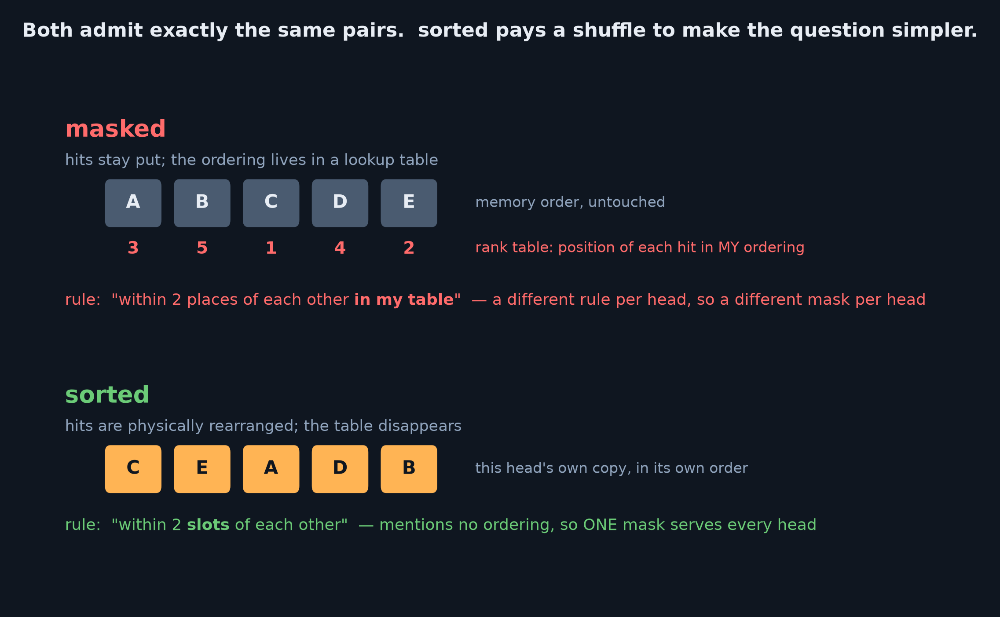 Both admit exactly the same pairs.  sorted pays a shuffle to make the question simpler.
masked
hits stay put; the ordering lives in a lookup table
A B C D E memory order, untouched
3 5 1 4 2 rank table: position of each hit in MY ordering
rule:  "within 2 places of each other in my table"  — a different rule per head, so a different mask per head
sorted
hits are physically rearranged; the table disappears
C E A D B this head's own copy, in its own order
rule:  "within 2 slots of each other"  — mentions no ordering, so ONE mask serves every head